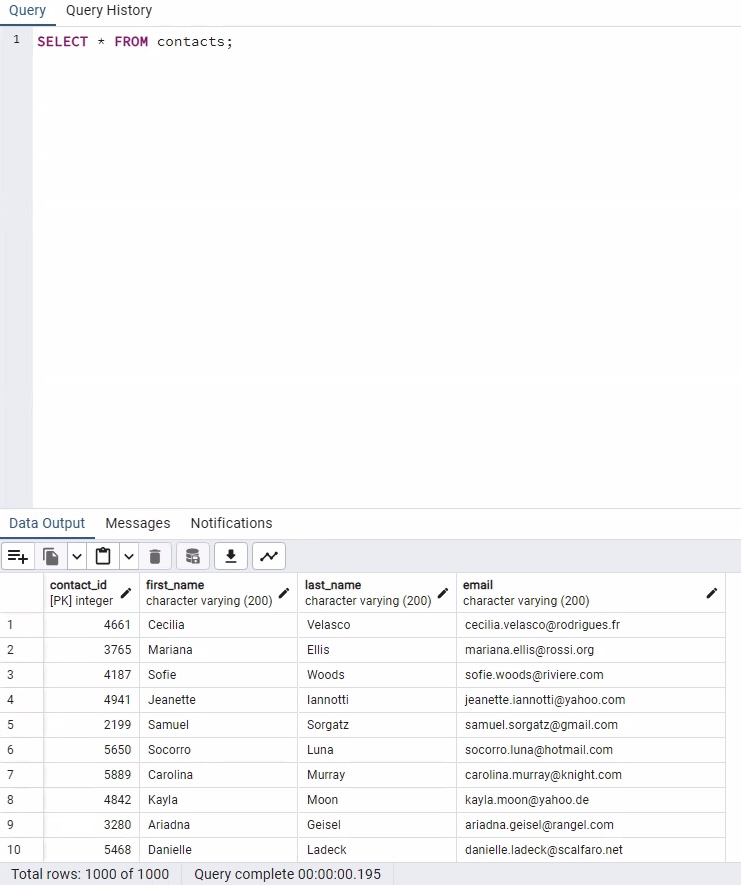 Query Query History
1 SELECT * FROM contacts;
Data Output Messages Notifications
contact_id first_name last_name email
[PK] integer character varying (200) character varying (200) character varying (200)
1 4661 Cecilia Velasco cecilia.velasco@rodrigues.fr
2 3765 Mariana Ellis mariana.ellis@rossi.org
3 4187 Sofie Woods sofie.woods@riviere.com
4 4941 Jeanette Iannotti jeanette.iannotti@yahoo.com
5 2199 Samuel Sorgatz samuel.sorgatz@gmail.com
6 5650 Socorro Luna socorro.luna@hotmail.com
7 5889 Carolina Murray carolina.murray@knight.com
8 4842 Kayla Moon kayla.moon@yahoo.de
9 3280 Ariadna Geisel ariadna.geisel@rangel.com
10 5468 Danielle Ladeck danielle.ladeck@scalfaro.net
Total rows: 1000 of 1000 Query complete 00:00:00.195